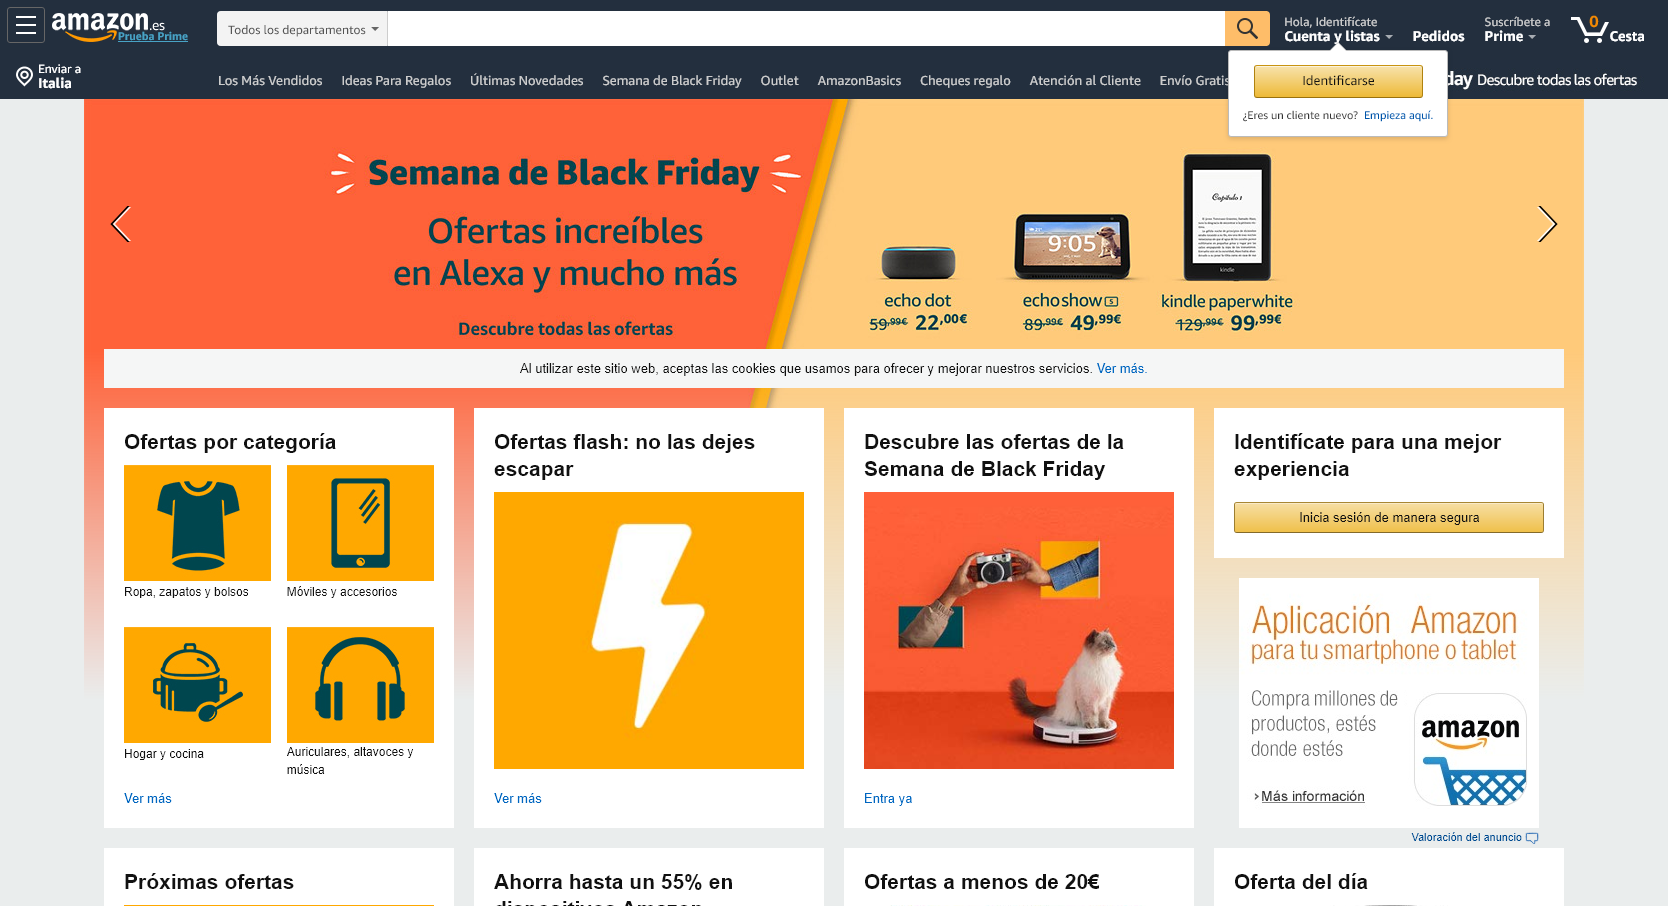 amazon.es
Prueba Prime
Todos los departamentos
Hola, Identifícate
Cuenta y listas
Pedidos
Suscríbete a
Prime
0
Cesta
Enviar a
Italia
Los Más Vendidos
Ideas Para Regalos
Últimas Novedades
Semana de Black Friday
Outlet
AmazonBasics
Cheques regalo
Atención al Cliente
Envío Gratis
Descubre todas las ofertas
Identificarse
¿Eres un cliente nuevo? Empieza aquí.
Semana de Black Friday
Ofertas increíbles
en Alexa y mucho más
Descubre todas las ofertas
9:05
Capítulo 1
kindle
echo dot
59,99€ 22,00€
echo show 5
89,99€ 49,99€
kindle paperwhite
129,99€ 99,99€
Al utilizar este sitio web, aceptas las cookies que usamos para ofrecer y mejorar nuestros servicios. Ver más.
Ofertas por categoría
Ropa, zapatos y bolsos
Móviles y accesorios
Hogar y cocina
Auriculares, altavoces y
música
Ver más
Ofertas flash: no las dejes
escapar
Ver más
Descubre las ofertas de la
Semana de Black Friday
Entra ya
Identifícate para una mejor
experiencia
Inicia sesión de manera segura
Aplicación Amazon
para tu smartphone o tablet
Compra millones de
productos, estés
donde estés
amazon
›Más información
Valoración del anuncio
Próximas ofertas
Ahorra hasta un 55% en
dispositivos Amazon
Ofertas a menos de 20€
Oferta del día